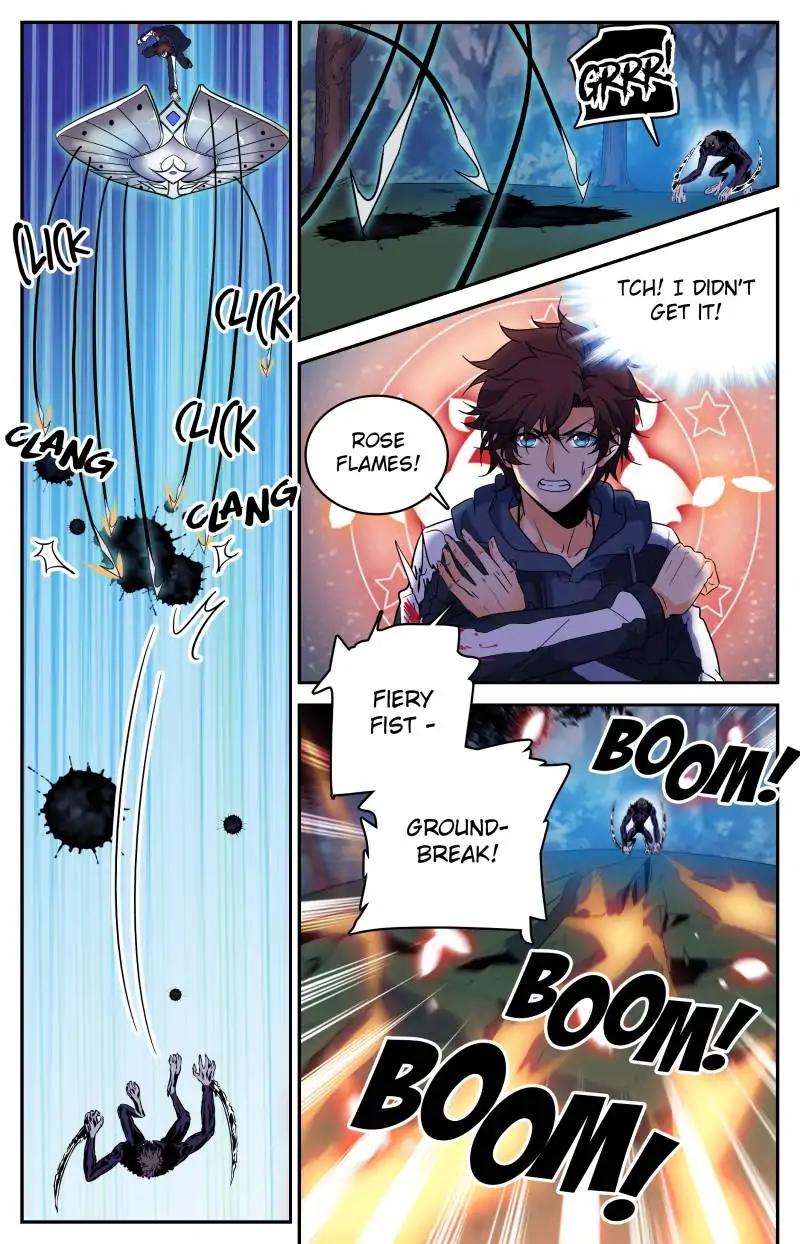 CLICK
CLICK
CLICK
CLANG
CLANG
GRRR!
TCH! I DIDN'T
GET IT!
ROSE
FLAMES!
FIERY
FIST -
GROUND-
BREAK!
BOOM!
BOOM!
BOOM!